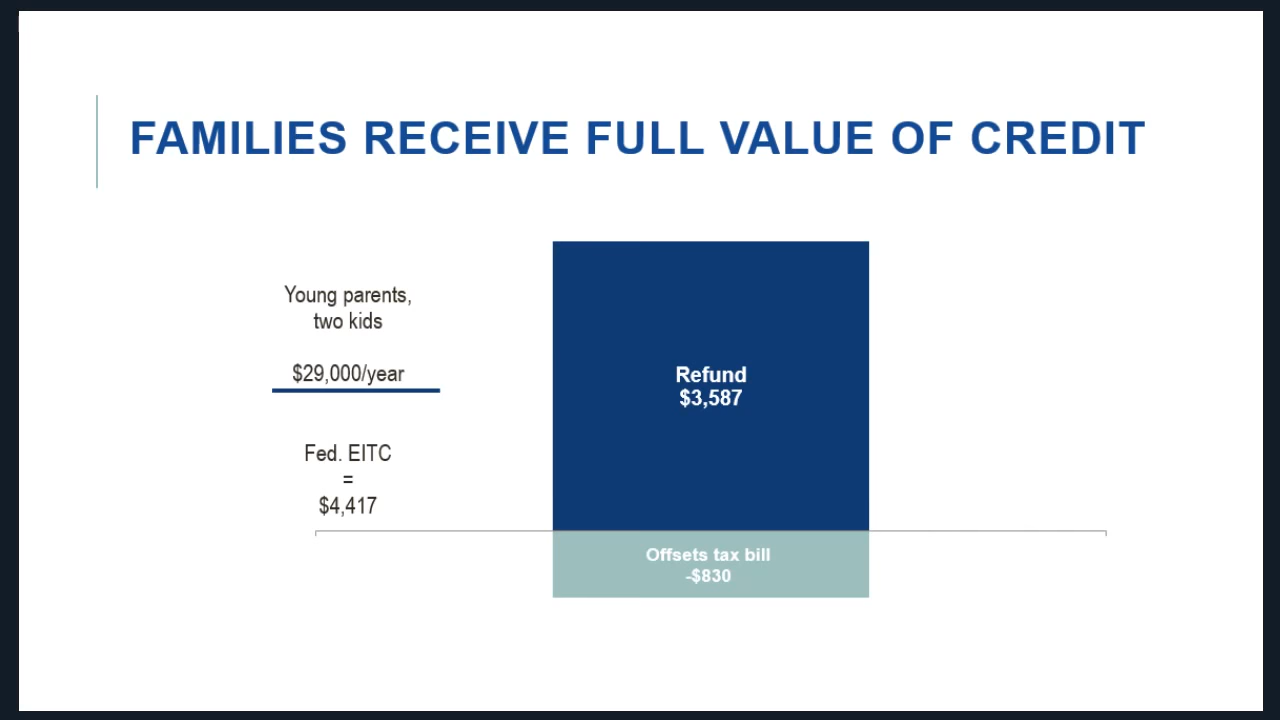 FAMILIES RECEIVE FULL VALUE OF CREDIT
Young parents,
two kids
$29,000/year
Fed. EITC
=
$4,417
Refund
$3,587
Offsets tax bill
-$830